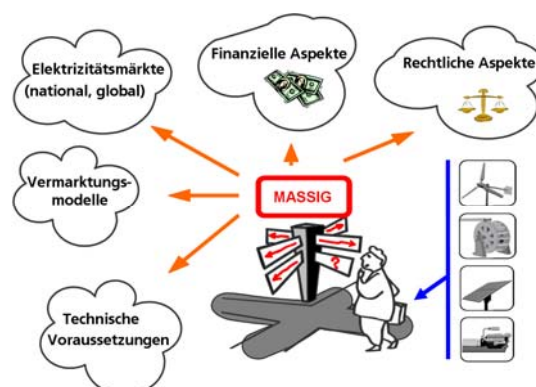 Elektrizitätsmärkte
(national, global)
Finanzielle Aspekte
Rechtliche Aspekte
Vermarktungs-
modelle
MASSIG
?
Technische
Voraussetzungen